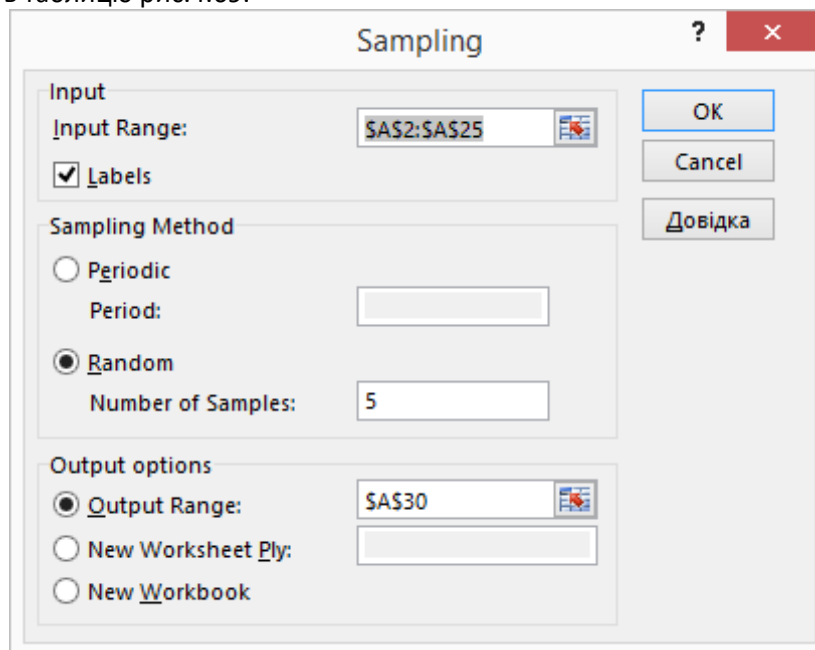 Sampling
?
×
Input
Input Range:
$A$2:$A$25
OK
Labels
Cancel
Довідка
Sampling Method
Periodic
Period:
Random
Number of Samples:
5
Output options
Output Range:
$A$30
New Worksheet Ply:
New Workbook